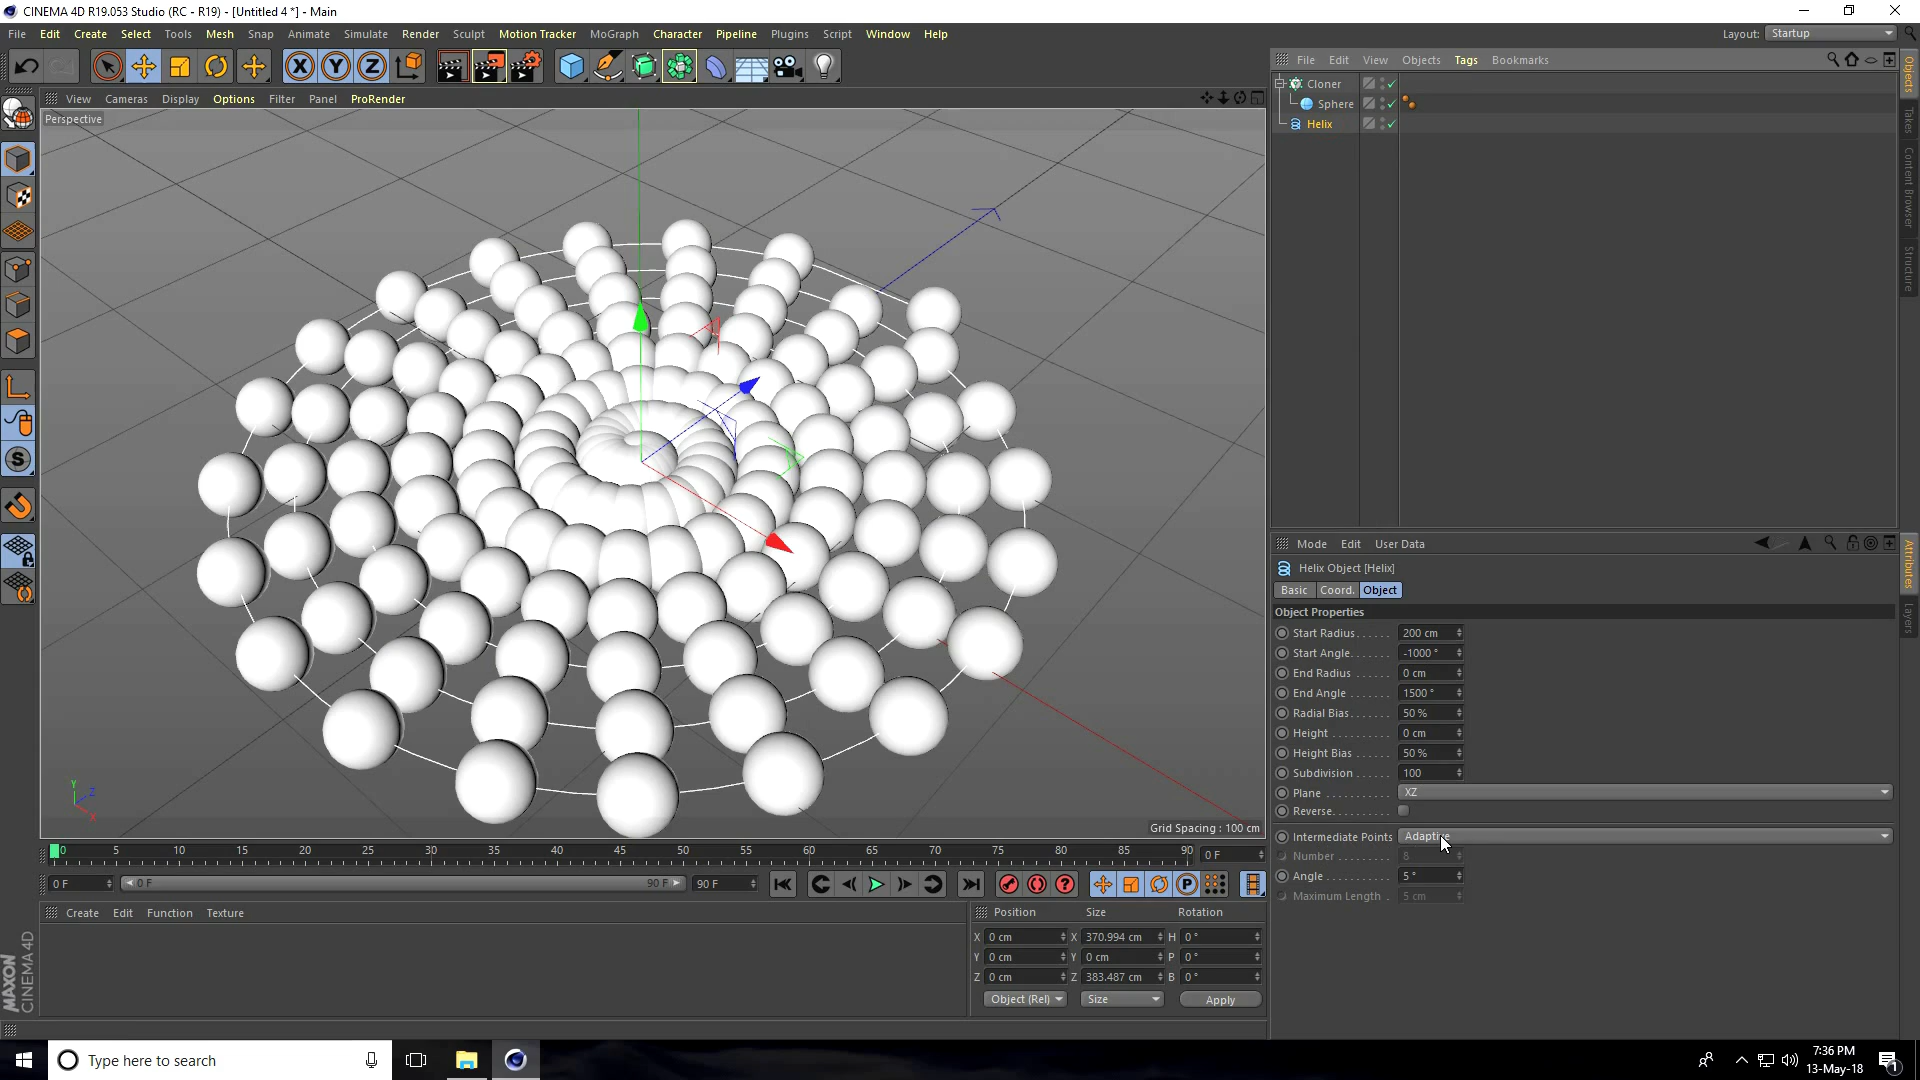 CINEMA 4D R19.053 Studio (RC - R19) - [Untitled 4 *] - Main
File Edit Create Select Tools Snap Mesh Animate Simulate Render Sculpt Motion Tracker MoGraph Character Pipeline Plugins Script Window Help
Layout: Startup
View Cameras Display Options Filter Panel ProRender
Perspective
Grid Spacing : 100 cm
Y Z X
File Edit View Objects Tags Bookmarks
Cloner
Sphere
Helix
Objects
Takes
Content Browser
Structure
Mode Edit User Data
Helix Object [Helix]
Basic Coord. Object
Object Properties
Start Radius 200 cm
Start Angle -1000 °
End Radius 0 cm
End Angle 1500 °
Radial Bias 50 %
Height 0 cm
Height Bias 50 %
Subdivision 100
Plane XZ
Reverse
Intermediate Points Adaptive
Number 8
Angle 5 °
Maximum Length 5 cm
Attributes
Layers
0 5 10 15 20 25 30 35 40 45 50 55 60 65 70 75 80 85 90
0 F
0 F 0 F 90 F 90 F
Create Edit Function Texture
Position Size Rotation
X 0 cm X 370.994 cm H 0 °
Y 0 cm Y 0 cm P 0 °
Z 0 cm Z 383.487 cm B 0 °
Object (Rel) Size Apply
MAXON CINEMA 4D
Type here to search
7:36 PM
13-May-18
1